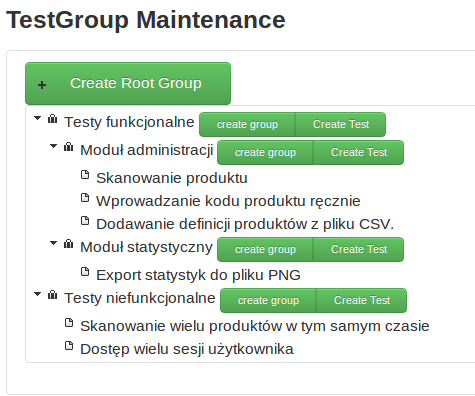 TestGroup Maintenance
+ Create Root Group
Testy funkcjonalne create group Create Test
Moduł administracji create group Create Test
Skanowanie produktu
Wprowadzanie kodu produktu ręcznie
Dodawanie definicji produktów z pliku CSV.
Moduł statystyczny create group Create Test
Export statystyk do pliku PNG
Testy niefunkcjonalne create group Create Test
Skanowanie wielu produktów w tym samym czasie
Dostęp wielu sesji użytkownika